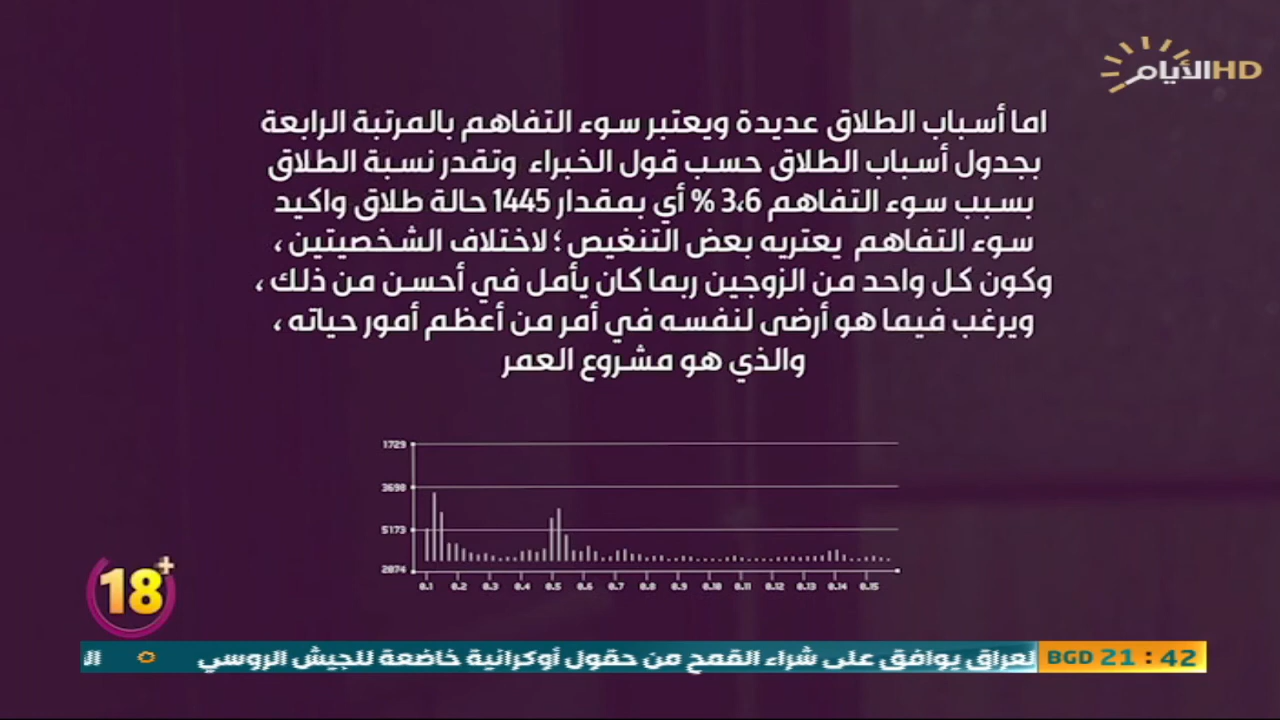 الأيام HD
اما أسباب الطلاق عديدة ويعتبر سوء التفاهم بالمرتبة الرابعة
بجدول أسباب الطلاق حسب قول الخبراء وتقدر نسبة الطلاق
بسبب سوء التفاهم 3،6 % أي بمقدار 1445 حالة طلاق واكيد
سوء التفاهم يعتريه بعض التنغيص ؛ لاختلاف الشخصيتين ،
وكون كل واحد من الزوجين ربما كان يأمل في أحسن من ذلك ،
ويرغب فيما هو أرضى لنفسه في أمر من أعظم أمور حياته ،
والذي هو مشروع العمر
1729
3698
5173
2874
0.1 0.2 0.3 0.4 0.5 0.6 0.7 0.8 0.9 0.10 0.11 0.12 0.13 0.14 0.15
18+
BGD 21 : 42
لعراق يوافق على شراء القمح من حقول أوكرانية خاضعة للجيش الروسي